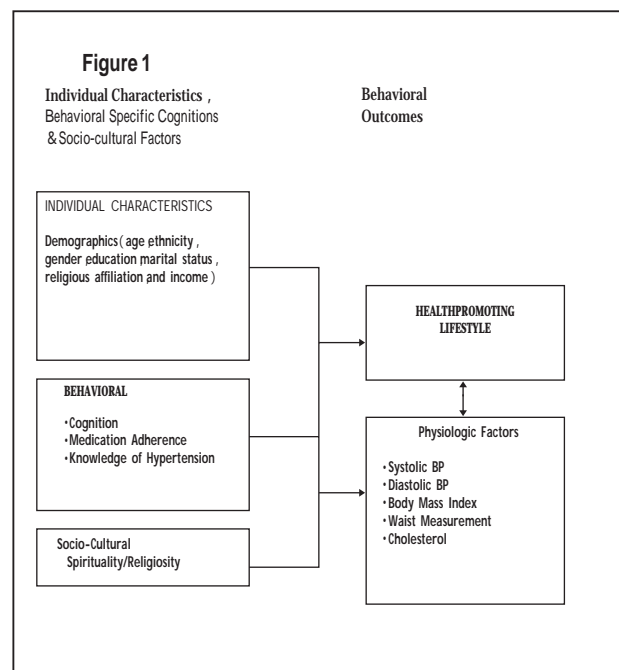 Figure 1
Individual Characteristics ,
Behavioral Specific Cognitions
& Socio-cultural Factors
Behavioral
Outcomes
INDIVIDUAL CHARACTERISTICS
Demographics( age ethnicity ,
gender education marital status ,
religious affiliation and income )
BEHAVIORAL
·Cognition
·Medication Adherence
·Knowledge of Hypertension
Socio-Cultural
Spirituality/Religiosity
HEALTHPROMOTING
LIFESTYLE
Physiologic Factors
·Systolic BP
·Diastolic BP
·Body Mass Index
·Waist Measurement
·Cholesterol